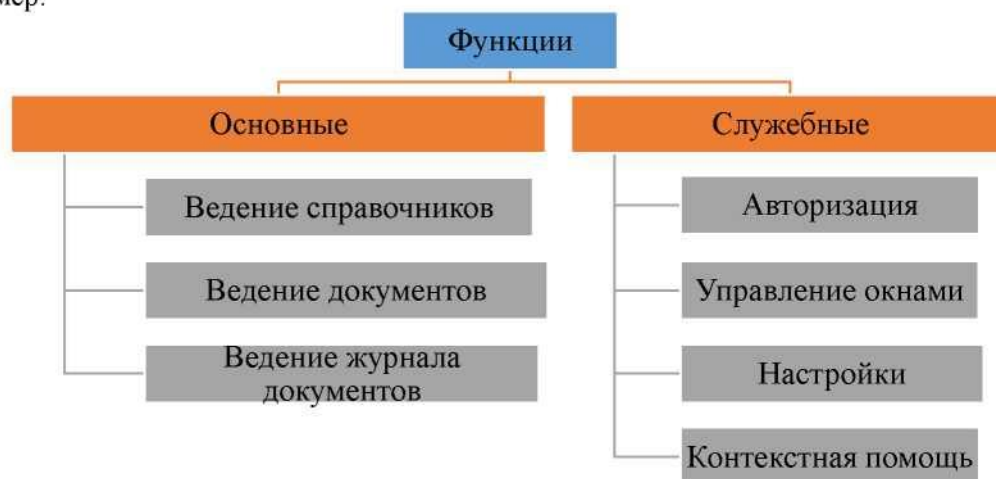 Функции
Основные
Служебные
Ведение справочников
Ведение документов
Ведение журнала
документов
Авторизация
Управление окнами
Настройки
Контекстная помощь